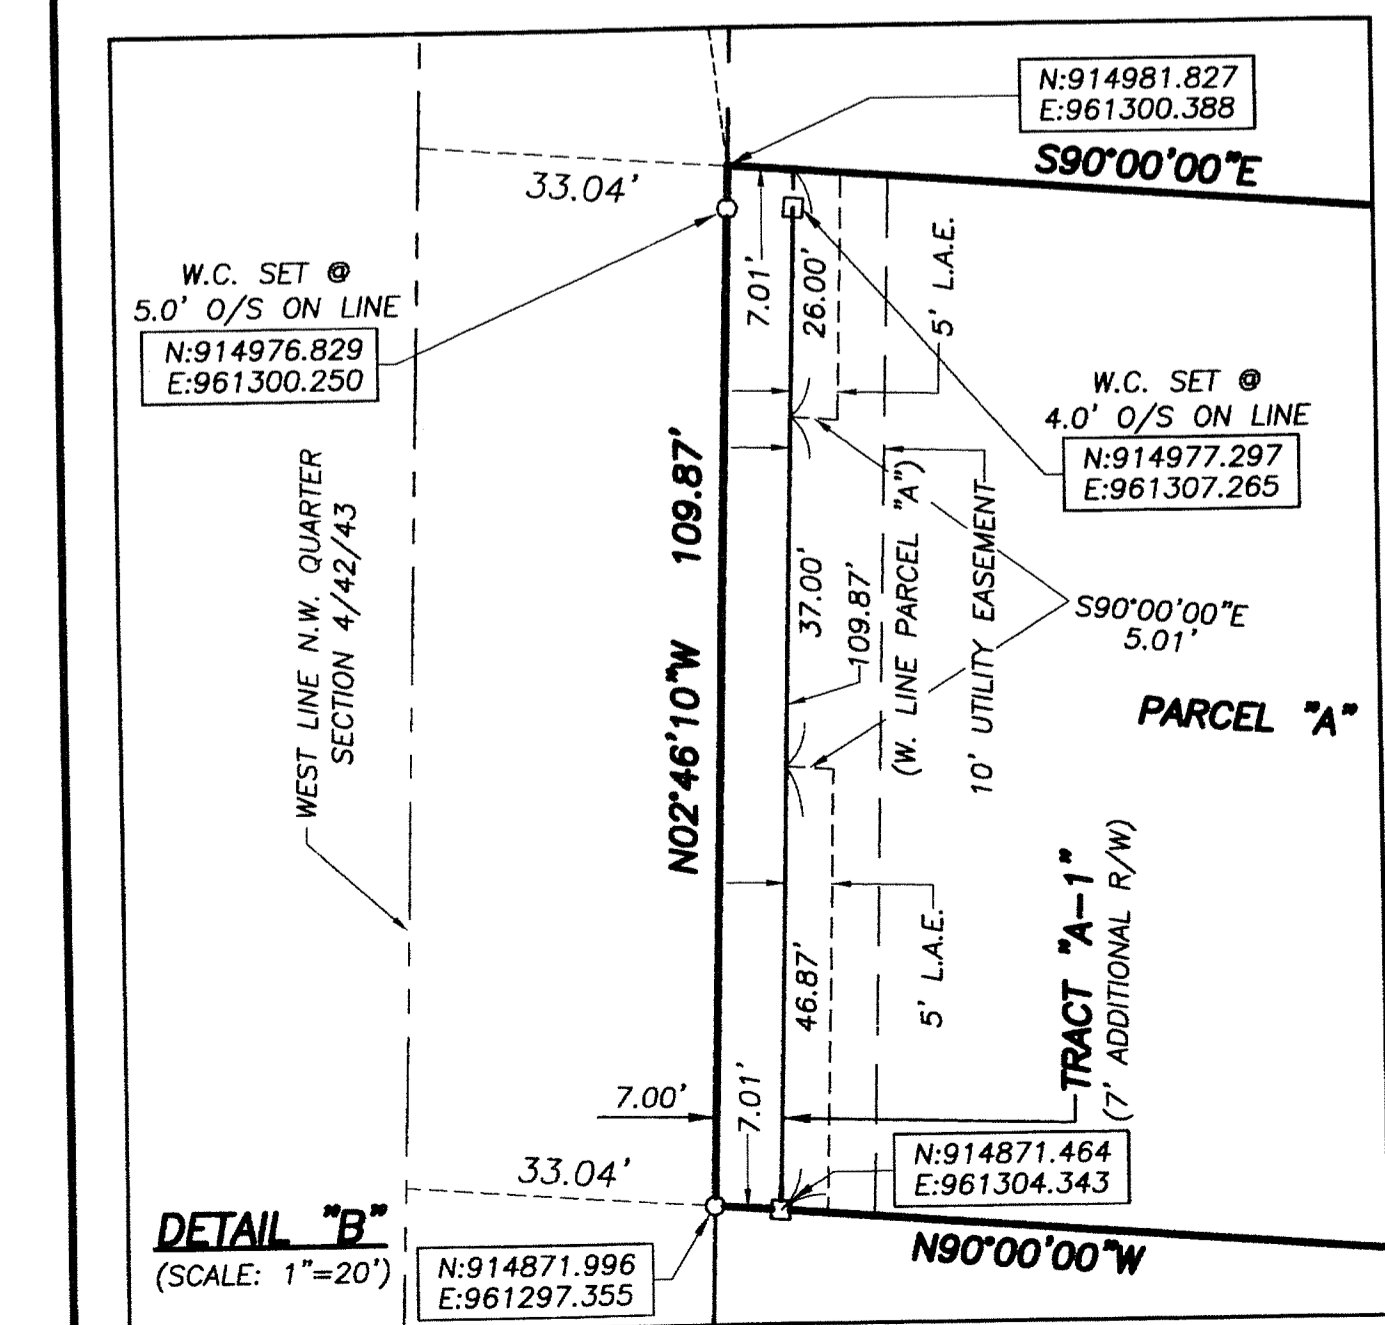 N:914981.827
E:961300.388
S90°00'00"E
33.04'
W.C. SET @
5.0' O/S ON LINE
N:914976.829
E:961300.250
7.01'
26.00'
5' L.A.E.
W.C. SET @
4.0' O/S ON LINE
N:914977.297
E:961307.265
WEST LINE N.W. QUARTER
SECTION 4/42/43
N02°46'10"W 109.87'
37.00'
109.87'
(W. LINE PARCEL "A")
10' UTILITY EASEMENT
S90°00'00"E
5.01'
PARCEL "A"
46.87'
5' L.A.E.
TRACT "A-1"
(7' ADDITIONAL R/W)
7.00'
7.01'
33.04'
N:914871.464
E:961304.343
DETAIL "B"
(SCALE: 1"=20')
N:914871.996
E:961297.355
N90°00'00"W